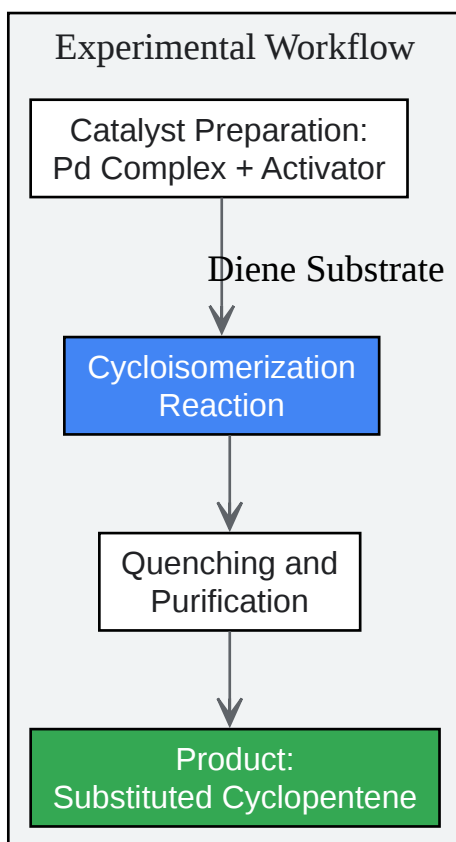 Experimental Workflow
Catalyst Preparation:
Pd Complex + Activator
Diene Substrate
Cycloisomerization
Reaction
Quenching and
Purification
Product:
Substituted Cyclopentene